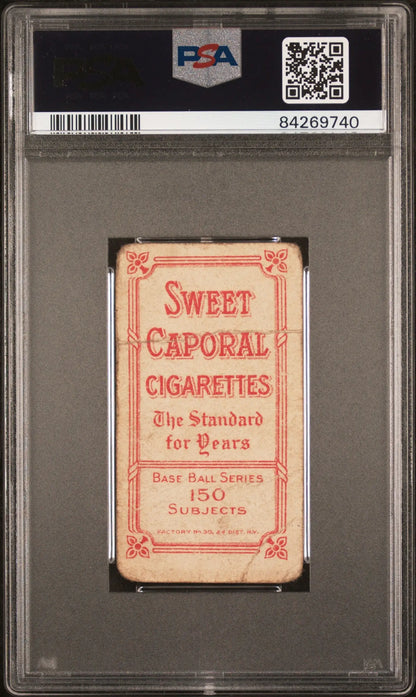 PSA
84269740
SWEET
CAPORAL
CIGARETTES
The Standard
for Years
BASE BALL SERIES
150
SUBJECTS
FACTORY No 30, 2d DIST. N.Y.